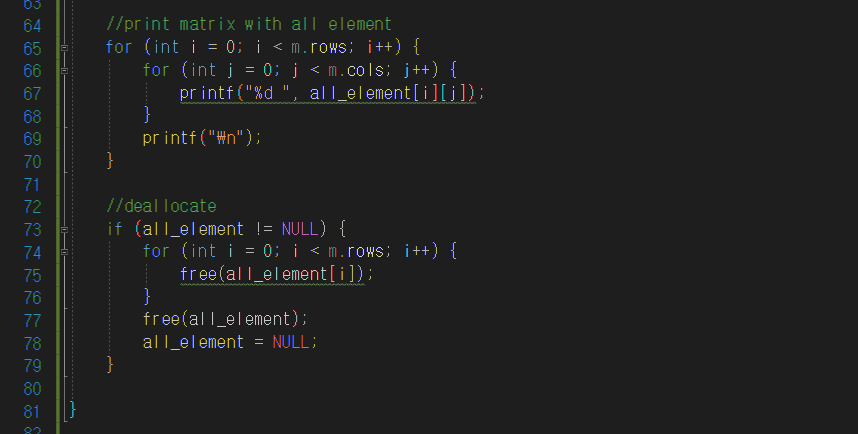 63
64 //print matrix with all element
65 for (int i = 0; i < m.rows; i++) {
66 for (int j = 0; j < m.cols; j++) {
67 printf("%d ", all_element[i][j]);
68 }
69 printf("₩n");
70 }
71
72 //deallocate
73 if (all_element != NULL) {
74 for (int i = 0; i < m.rows; i++) {
75 free(all_element[i]);
76 }
77 free(all_element);
78 all_element = NULL;
79 }
80
81 }
82